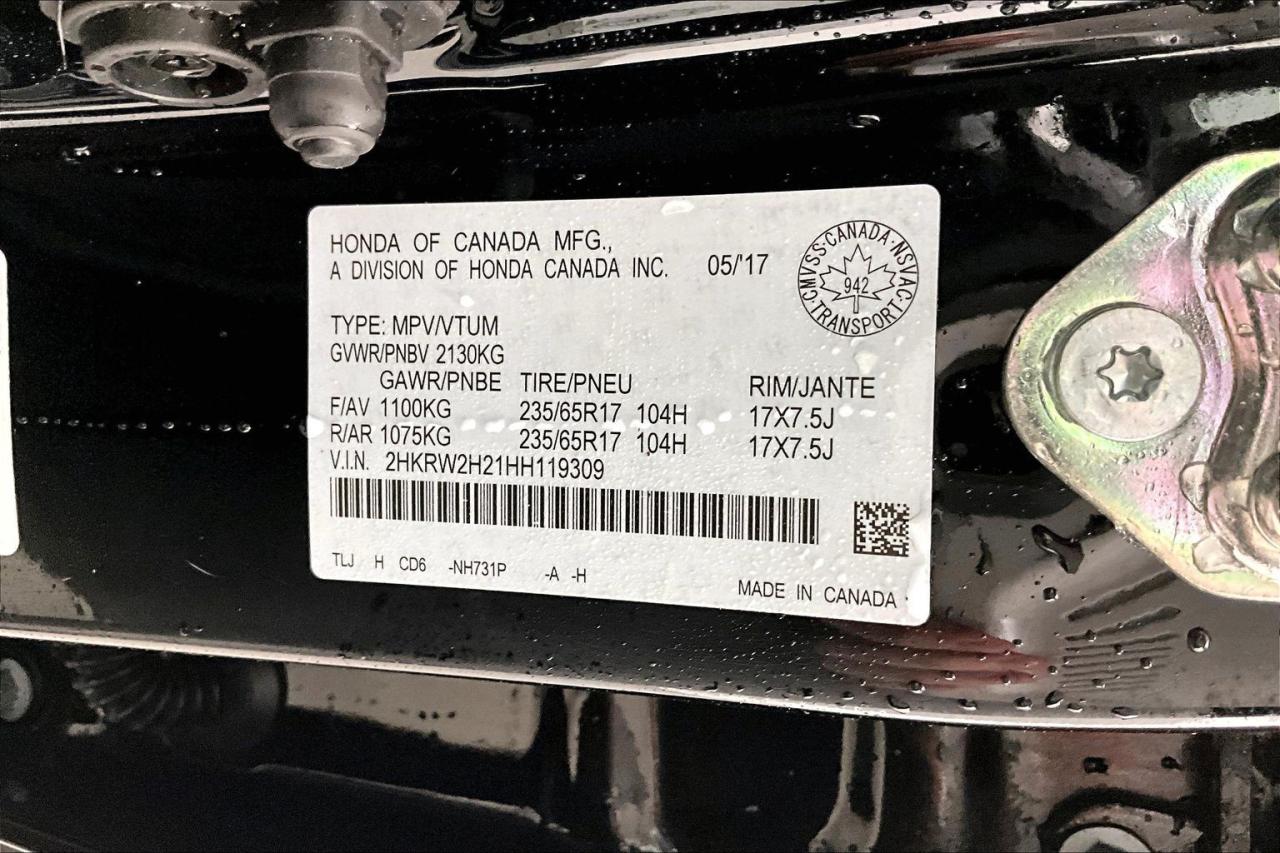 HONDA OF CANADA MFG.,
A DIVISION OF HONDA CANADA INC. 05/'17
CMVSS·CANADA·NSVAC·TRANSPORT·
942
TYPE: MPV/VTUM
GVWR/PNBV 2130KG
GAWR/PNBE TIRE/PNEU RIM/JANTE
F/AV 1100KG 235/65R17 104H 17X7.5J
R/AR 1075KG 235/65R17 104H 17X7.5J
V.I.N. 2HKRW2H21HH119309
TLJ H CD6 -NH731P -A -H
MADE IN CANADA